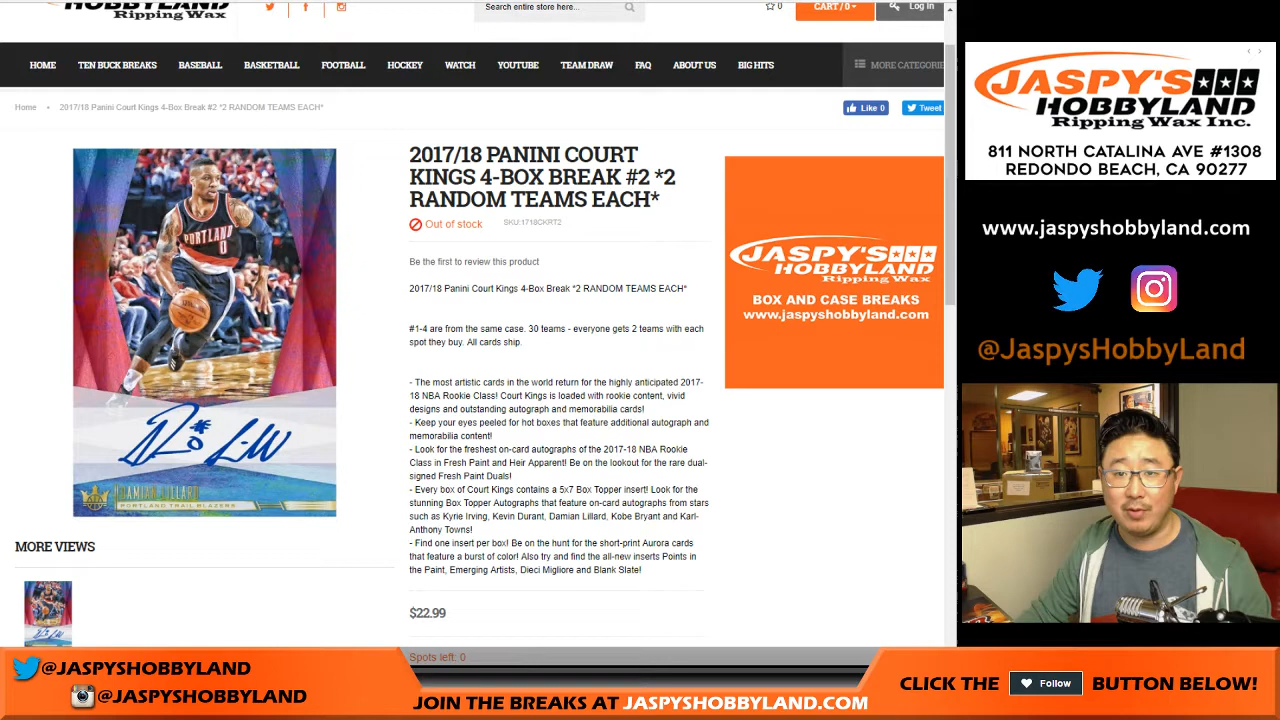 HOBBYLAND
Ripping Wax
Search entire store here...
0
CART / 0
Log In
HOME
TEN BUCK BREAKS
BASEBALL
BASKETBALL
FOOTBALL
HOCKEY
WATCH
YOUTUBE
TEAM DRAW
FAQ
ABOUT US
BIG HITS
MORE CATEGORIE
Home • 2017/18 Panini Court Kings 4-Box Break #2 *2 RANDOM TEAMS EACH*
Like 0
Tweet
2017/18 PANINI COURT
KINGS 4-BOX BREAK #2 *2
RANDOM TEAMS EACH*
Out of stock
SKU:1718CKRT2
Be the first to review this product
2017/18 Panini Court Kings 4-Box Break *2 RANDOM TEAMS EACH*
#1-4 are from the same case. 30 teams - everyone gets 2 teams with each
spot they buy. All cards ship.
- The most artistic cards in the world return for the highly anticipated 2017-
18 NBA Rookie Class! Court Kings is loaded with rookie content, vivid
designs and outstanding autograph and memorabilia cards!
- Keep your eyes peeled for hot boxes that feature additional autograph and
memorabilia content!
- Look for the freshest on-card autographs of the 2017-18 NBA Rookie
Class in Fresh Paint and Heir Apparent! Be on the lookout for the rare dual-
signed Fresh Paint Duals!
- Every box of Court Kings contains a 5x7 Box Topper insert! Look for the
stunning Box Topper Autographs that feature on-card autographs from stars
such as Kyrie Irving, Kevin Durant, Damian Lillard, Kobe Bryant and Karl-
Anthony Towns!
- Find one insert per box! Be on the hunt for the short-print Aurora cards
that feature a burst of color! Also try and find the all-new inserts Points in
the Paint, Emerging Artists, Dieci Migliore and Blank Slate!
$22.99
Spots left: 0
PORTLAND
0
DAMIAN LILLARD
PORTLAND TRAIL BLAZERS
MORE VIEWS
JASPY'S
HOBBYLAND
Ripping Wax
BOX AND CASE BREAKS
www.jaspyshobbyland.com
JASPY'S
HOBBYLAND
Ripping Wax Inc.
811 NORTH CATALINA AVE #1308
REDONDO BEACH, CA 90277
www.jaspyshobbyland.com
@JaspysHobbyLand
@JASPYSHOBBYLAND
@JASPYSHOBBYLAND
JOIN THE BREAKS AT JASPYSHOBBYLAND.COM
CLICK THE Follow BUTTON BELOW!